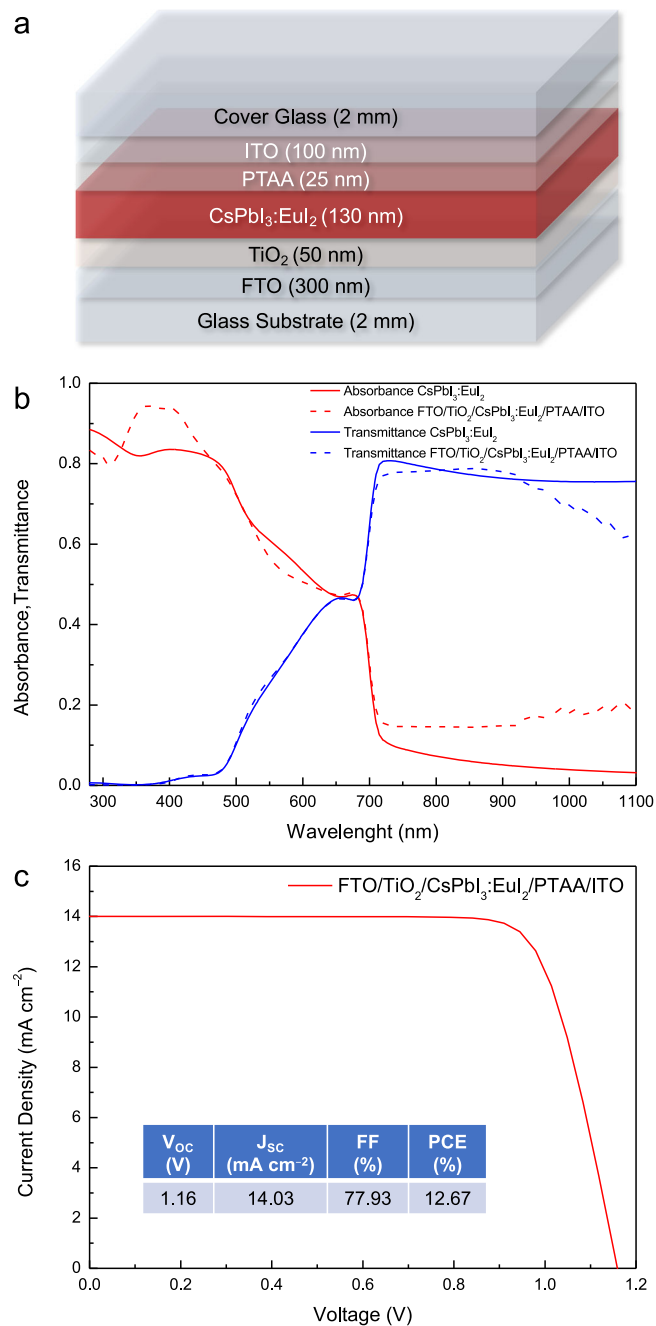 a
Cover Glass (2 mm)
ITO (100 nm)
PTAA (25 nm)
CsPbI₃:EuI₂ (130 nm)
TiO₂ (50 nm)
FTO (300 nm)
Glass Substrate (2 mm)
b
Absorbance CsPbI₃:EuI₂
Absorbance FTO/TiO₂/CsPbI₃:EuI₂/PTAA/ITO
Transmittance CsPbI₃:EuI₂
Transmittance FTO/TiO₂/CsPbI₃:EuI₂/PTAA/ITO
Absorbance,Transmittance
1.0
0.8
0.6
0.4
0.2
0.0
300 400 500 600 700 800 900 1000 1100
Wavelenght (nm)
c
FTO/TiO₂/CsPbI₃:EuI₂/PTAA/ITO
Current Density (mA cm⁻²)
16
14
12
10
8
6
4
2
0
V_OC (V) J_SC (mA cm⁻²) FF (%) PCE (%)
1.16 14.03 77.93 12.67
0.0 0.2 0.4 0.6 0.8 1.0 1.2
Voltage (V)